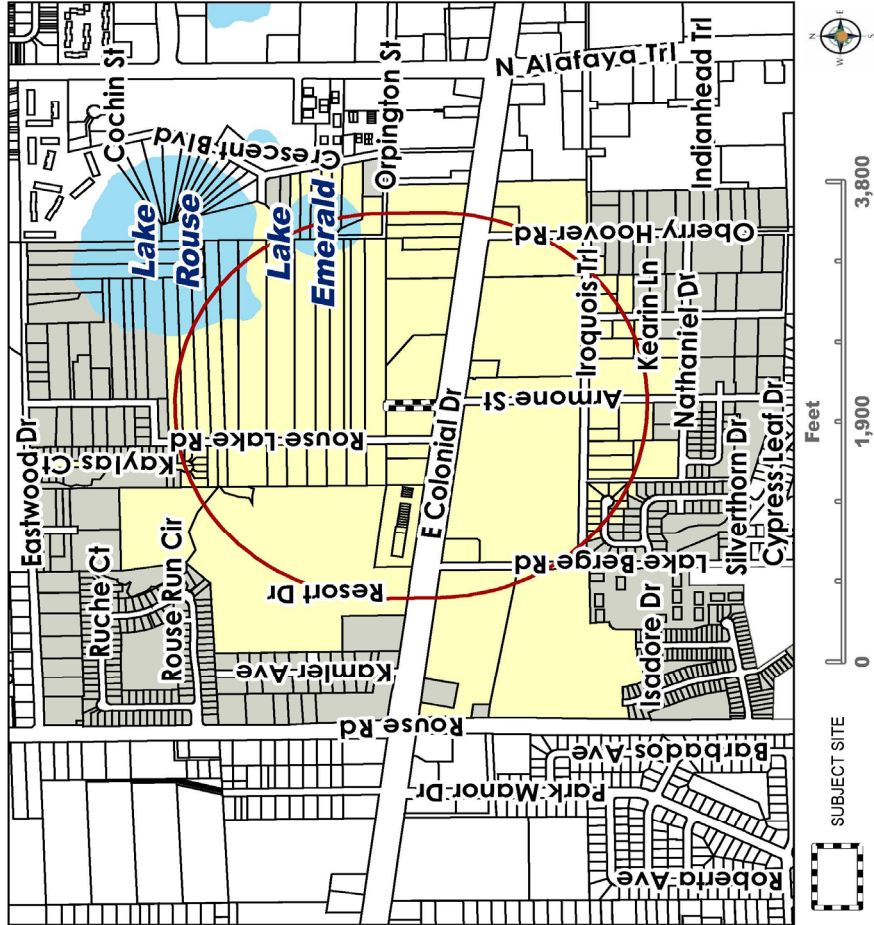 Cochin St
Crescent Blvd
Orpington St
N Alafaya Trl
Indianhead Trl
Lake
Rouse
Lake
Emerald
Oberry Hoover Rd
Iroquois Trl
Kearin Ln
Nathaniel Dr
Armone St
Eastwood Dr
Kaylas Ct
Rouse Lake Rd
E Colonial Dr
Silverthorn Dr
Cypress Leaf Dr
Ruche Ct
Rouse Run Cir
Resort Dr
Lake Berge Rd
Isadore Dr
Kamler Ave
Rouse Rd
Park Manor Dr
Barbados Ave
Roberta Ave
N
E
S
W
Feet
0
1,900
3,800
SUBJECT SITE